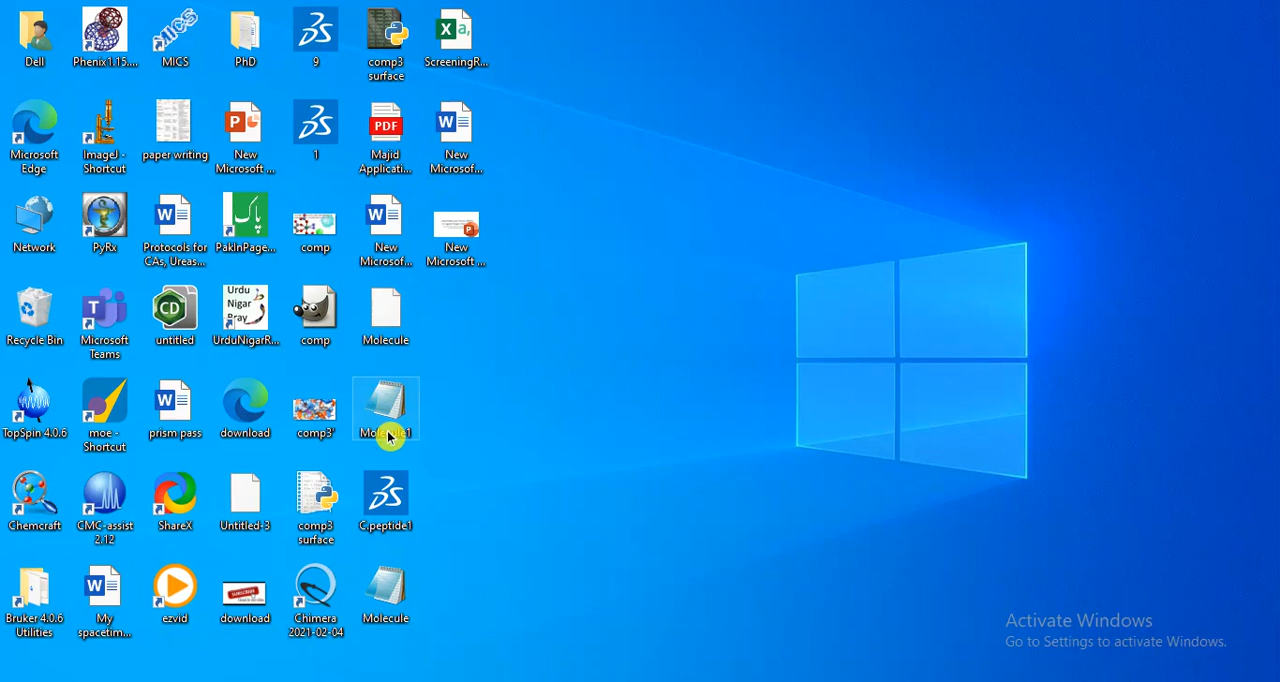 Dell
Phenix1.15....
MICS
PhD
9
comp3
surface
ScreeningR...
Microsoft
Edge
ImageJ -
Shortcut
paper writing
New
Microsoft ...
1
Majid
Applicati...
New
Microsof...
Network
PyRx
Protocols for
CAs, Ureas...
PakInPage...
comp
New
Microsof...
New
Microsoft ...
Recycle Bin
Microsoft
Teams
untitled
UrduNigarR...
comp
Molecule
TopSpin 4.0.6
moe -
Shortcut
prism pass
download
comp3'
Molecule1
Chemcraft
CMC-assist
2.12
ShareX
Untitled-3
comp3
surface
C.peptide1
Bruker 4.0.6
Utilities
My
spacetim...
ezvid
download
Chimera
2021-02-04
Molecule
PDF
پاک
CD
Urdu
Nigar
Activate Windows
Go to Settings to activate Windows.